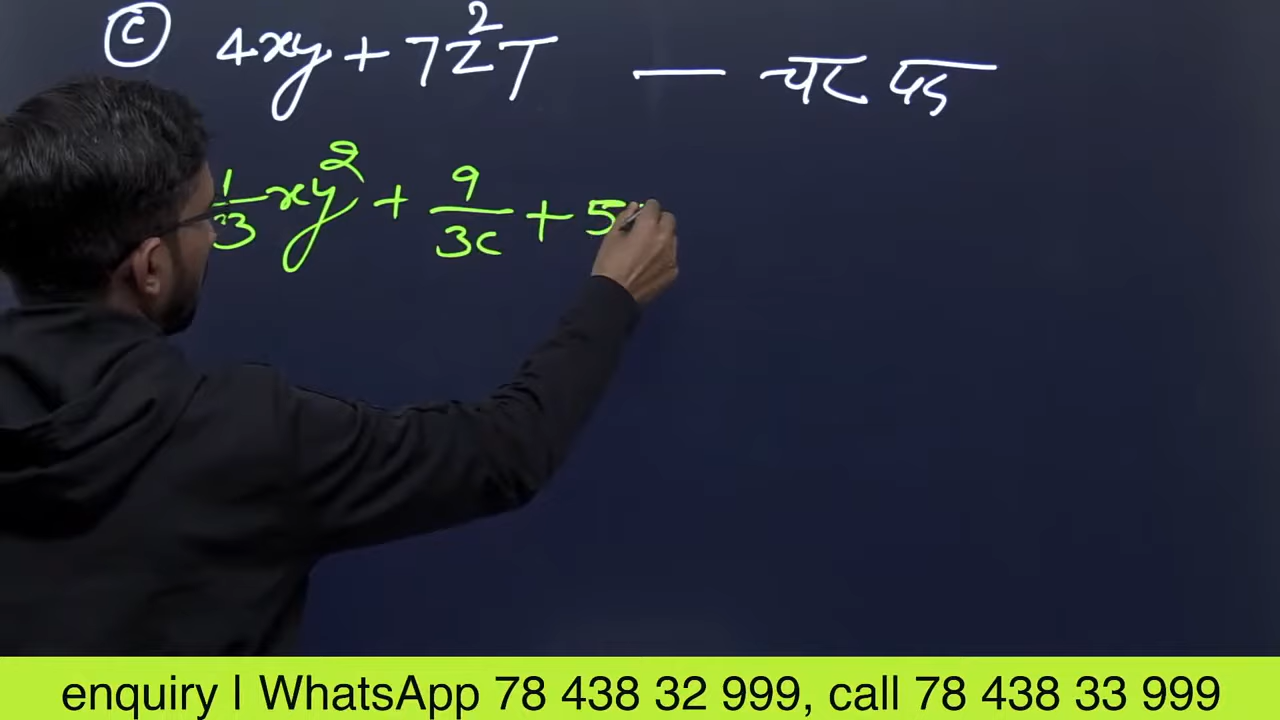 Ⓒ 4xy + 7z²T — चर पद
1/3 xy² + 9/3c + 5
enquiry | WhatsApp 78 438 32 999, call 78 438 33 999